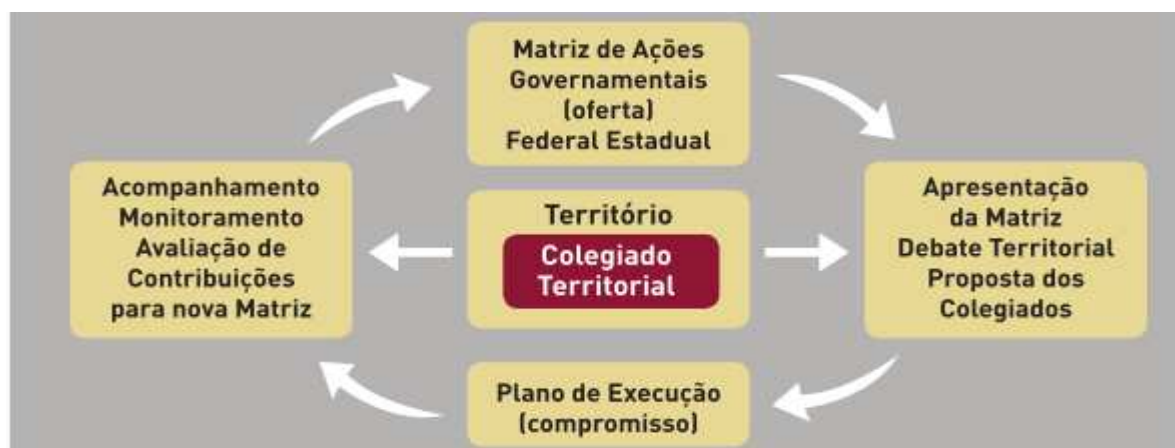 Matriz de Ações
Governamentais
(oferta)
Federal Estadual
Acompanhamento
Monitoramento
Avaliação de
Contribuições
para nova Matriz
Território
Colegiado
Territorial
Apresentação
da Matriz
Debate Territorial
Proposta dos
Colegiados
Plano de Execução
(compromisso)